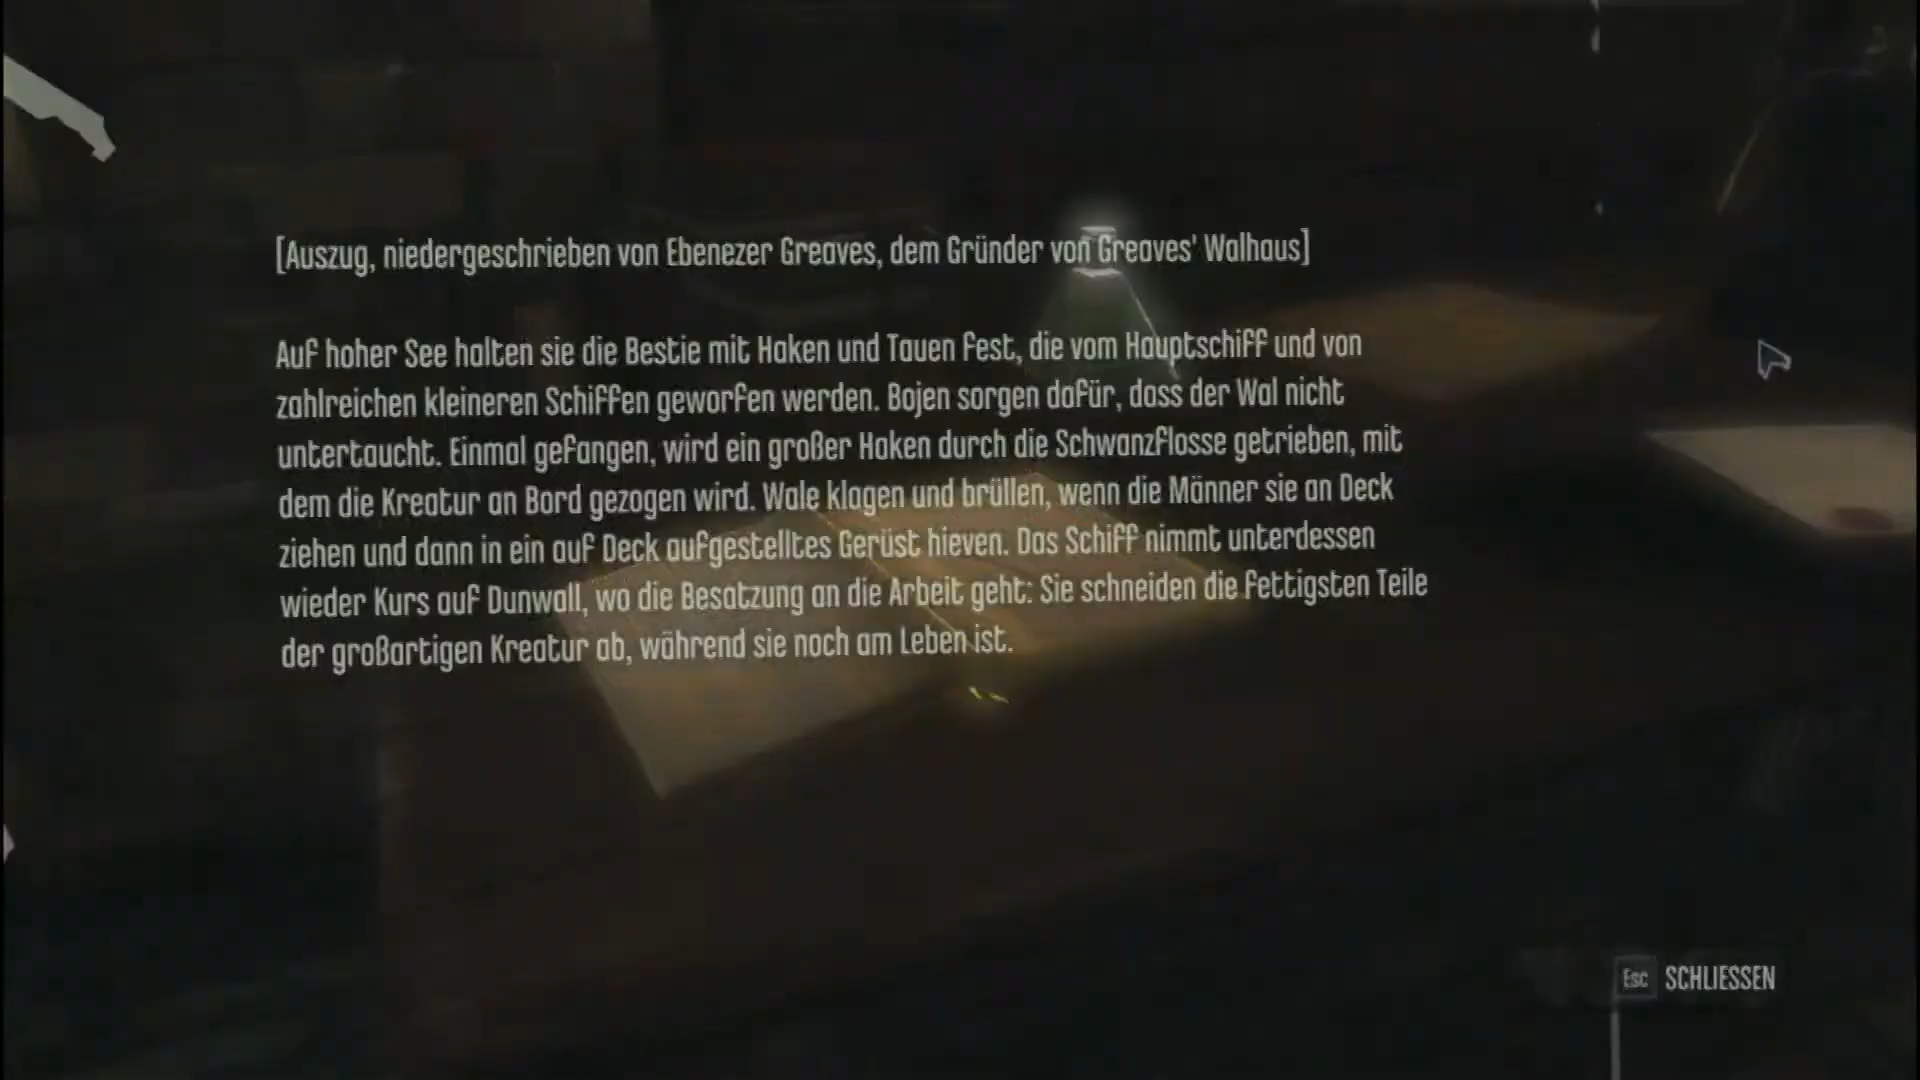 [Auszug, niedergeschrieben von Ebenezer Greaves, dem Gründer von Greaves' Walhaus]
Auf hoher See halten sie die Bestie mit Haken und Tauen fest, die vom Hauptschiff und von
zahlreichen kleineren Schiffen geworfen werden. Bojen sorgen dafür, dass der Wal nicht
untertaucht. Einmal gefangen, wird ein großer Haken durch die Schwanzflosse getrieben, mit
dem die Kreatur an Bord gezogen wird. Wale klagen und brüllen, wenn die Männer sie an Deck
ziehen und dann in ein auf Deck aufgestelltes Gerüst hieven. Das Schiff nimmt unterdessen
wieder Kurs auf Dunwall, wo die Besatzung an die Arbeit geht: Sie schneiden die fettigsten Teile
der großartigen Kreatur ab, während sie noch am Leben ist.
Esc SCHLIESSEN